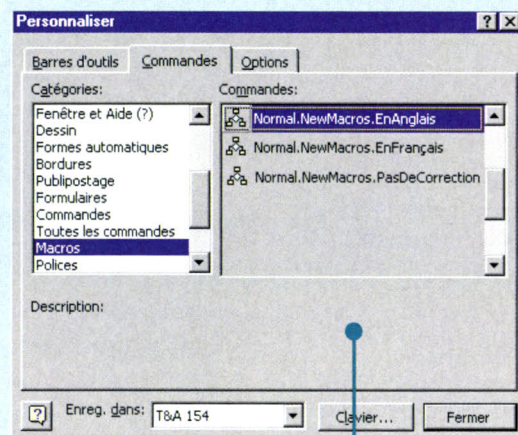 Personnaliser
Barres d'outils Commandes Options
Catégories:
Fenêtre et Aide (?)
Dessin
Formes automatiques
Bordures
Publipostage
Formulaires
Commandes
Toutes les commandes
Macros
Polices
Commandes:
Normal.NewMacros.EnAnglais
Normal.NewMacros.EnFrançais
Normal.NewMacros.PasDeCorrection
Description:
Enreg. dans: T&A 154 Clavier... Fermer